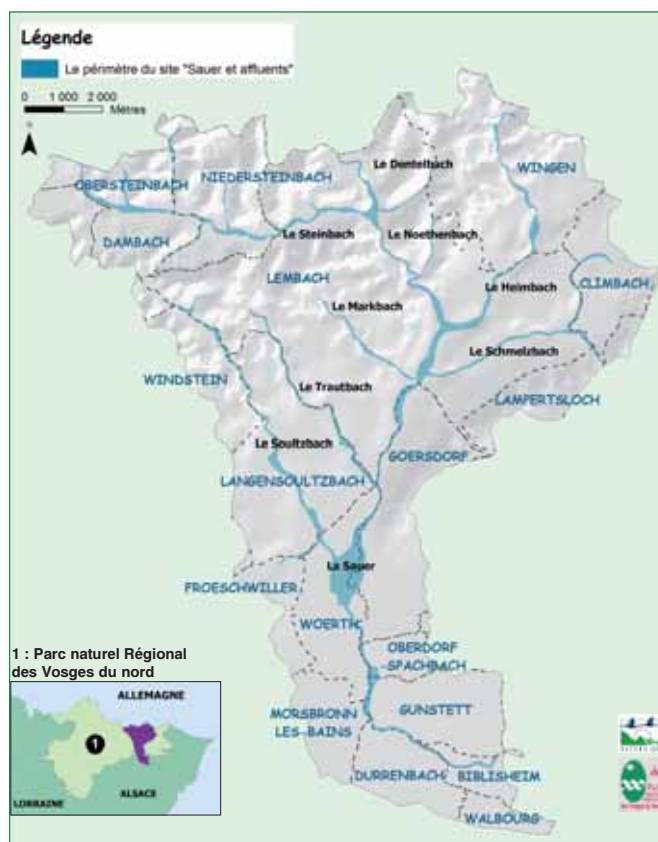 Légende
Le périmètre du site "Sauer et affluents"
0 1 000 2 000
Mètres
Le Dentelbach
WINGEN
NIEDERSTEINBACH
OBERSTEINBACH
Le Steinbach
Le Noethenbach
DAMBACH
LEMBACH
Le Heimbach
CLIMBACH
Le Markbach
Le Schmelzbach
WINDSTEIN
Le Trautbach
LAMPERTSLOCH
Le Soultzbach
GOERSDORF
LANGENSOULTZBACH
La Sauer
FROESCHWILLER
WOERTH
OBERDORF
-SPACHBACH
1 : Parc naturel Régional
des Vosges du nord
ALLEMAGNE
MORSBRONN
LES-BAINS
GUNSTETT
1
DURRENBACH
BIBLISHEIM
LORRAINE
ALSACE
WALBOURG